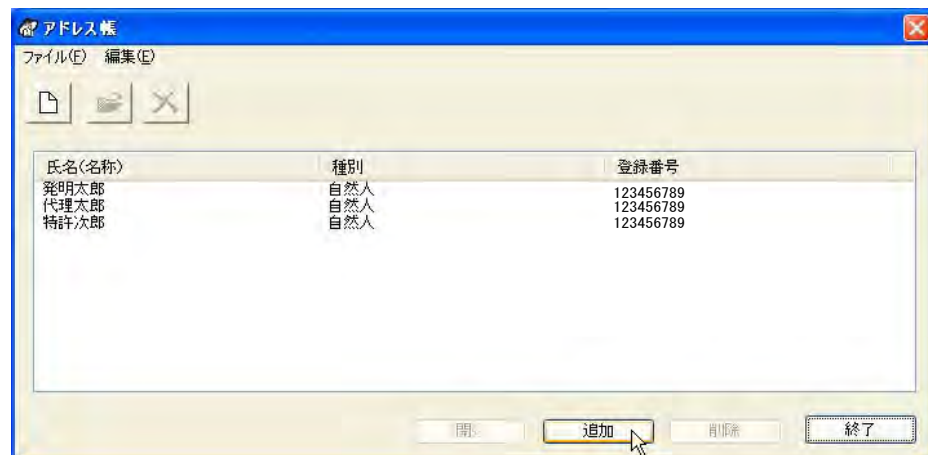 アドレス帳
ファイル(F) 編集(E)
氏名(名称) 種別 登録番号
発明太郎 自然人 123456789
代理太郎 自然人 123456789
特許次郎 自然人 123456789
追加 削除 終了